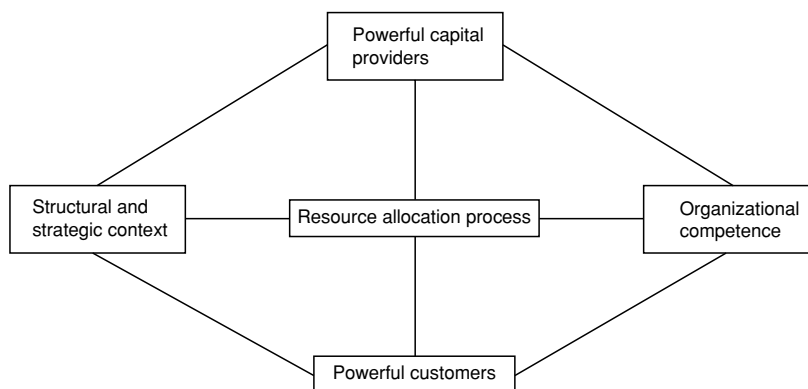 Powerful capital
providers
Structural and
strategic context
Resource allocation process
Organizational
competence
Powerful customers